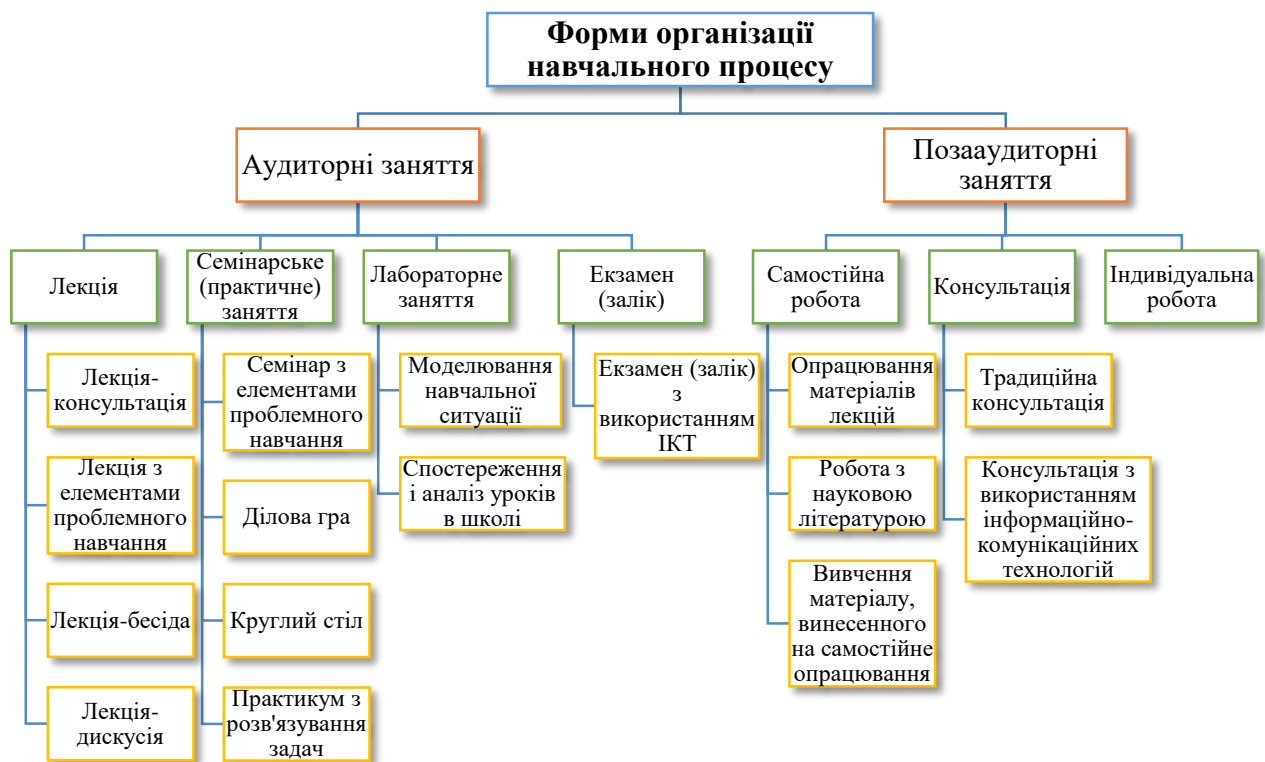 Форми організації
навчального процесу
Аудиторні заняття
Позааудиторні
заняття
Лекція
Семінарське
(практичне)
заняття
Лабораторне
заняття
Екзамен
(залік)
Самостійна
робота
Консультація
Індивідуальна
робота
Лекція-
консультація
Лекція з
елементами
проблемного
навчання
Лекція-бесіда
Лекція-
дискусія
Семінар з
елементами
проблемного
навчання
Ділова гра
Круглий стіл
Практикум з
розв'язування
задач
Моделювання
навчальної
ситуації
Спостереження
і аналіз уроків
в школі
Екзамен (залік)
з
використанням
ІКТ
Опрацювання
матеріалів
лекцій
Робота з
науковою
літературою
Вивчення
матеріалу,
винесенного
на самостійне
опрацювання
Традиційна
консультація
Консультація з
використанням
інформаційно-
комунікаційних
технологій